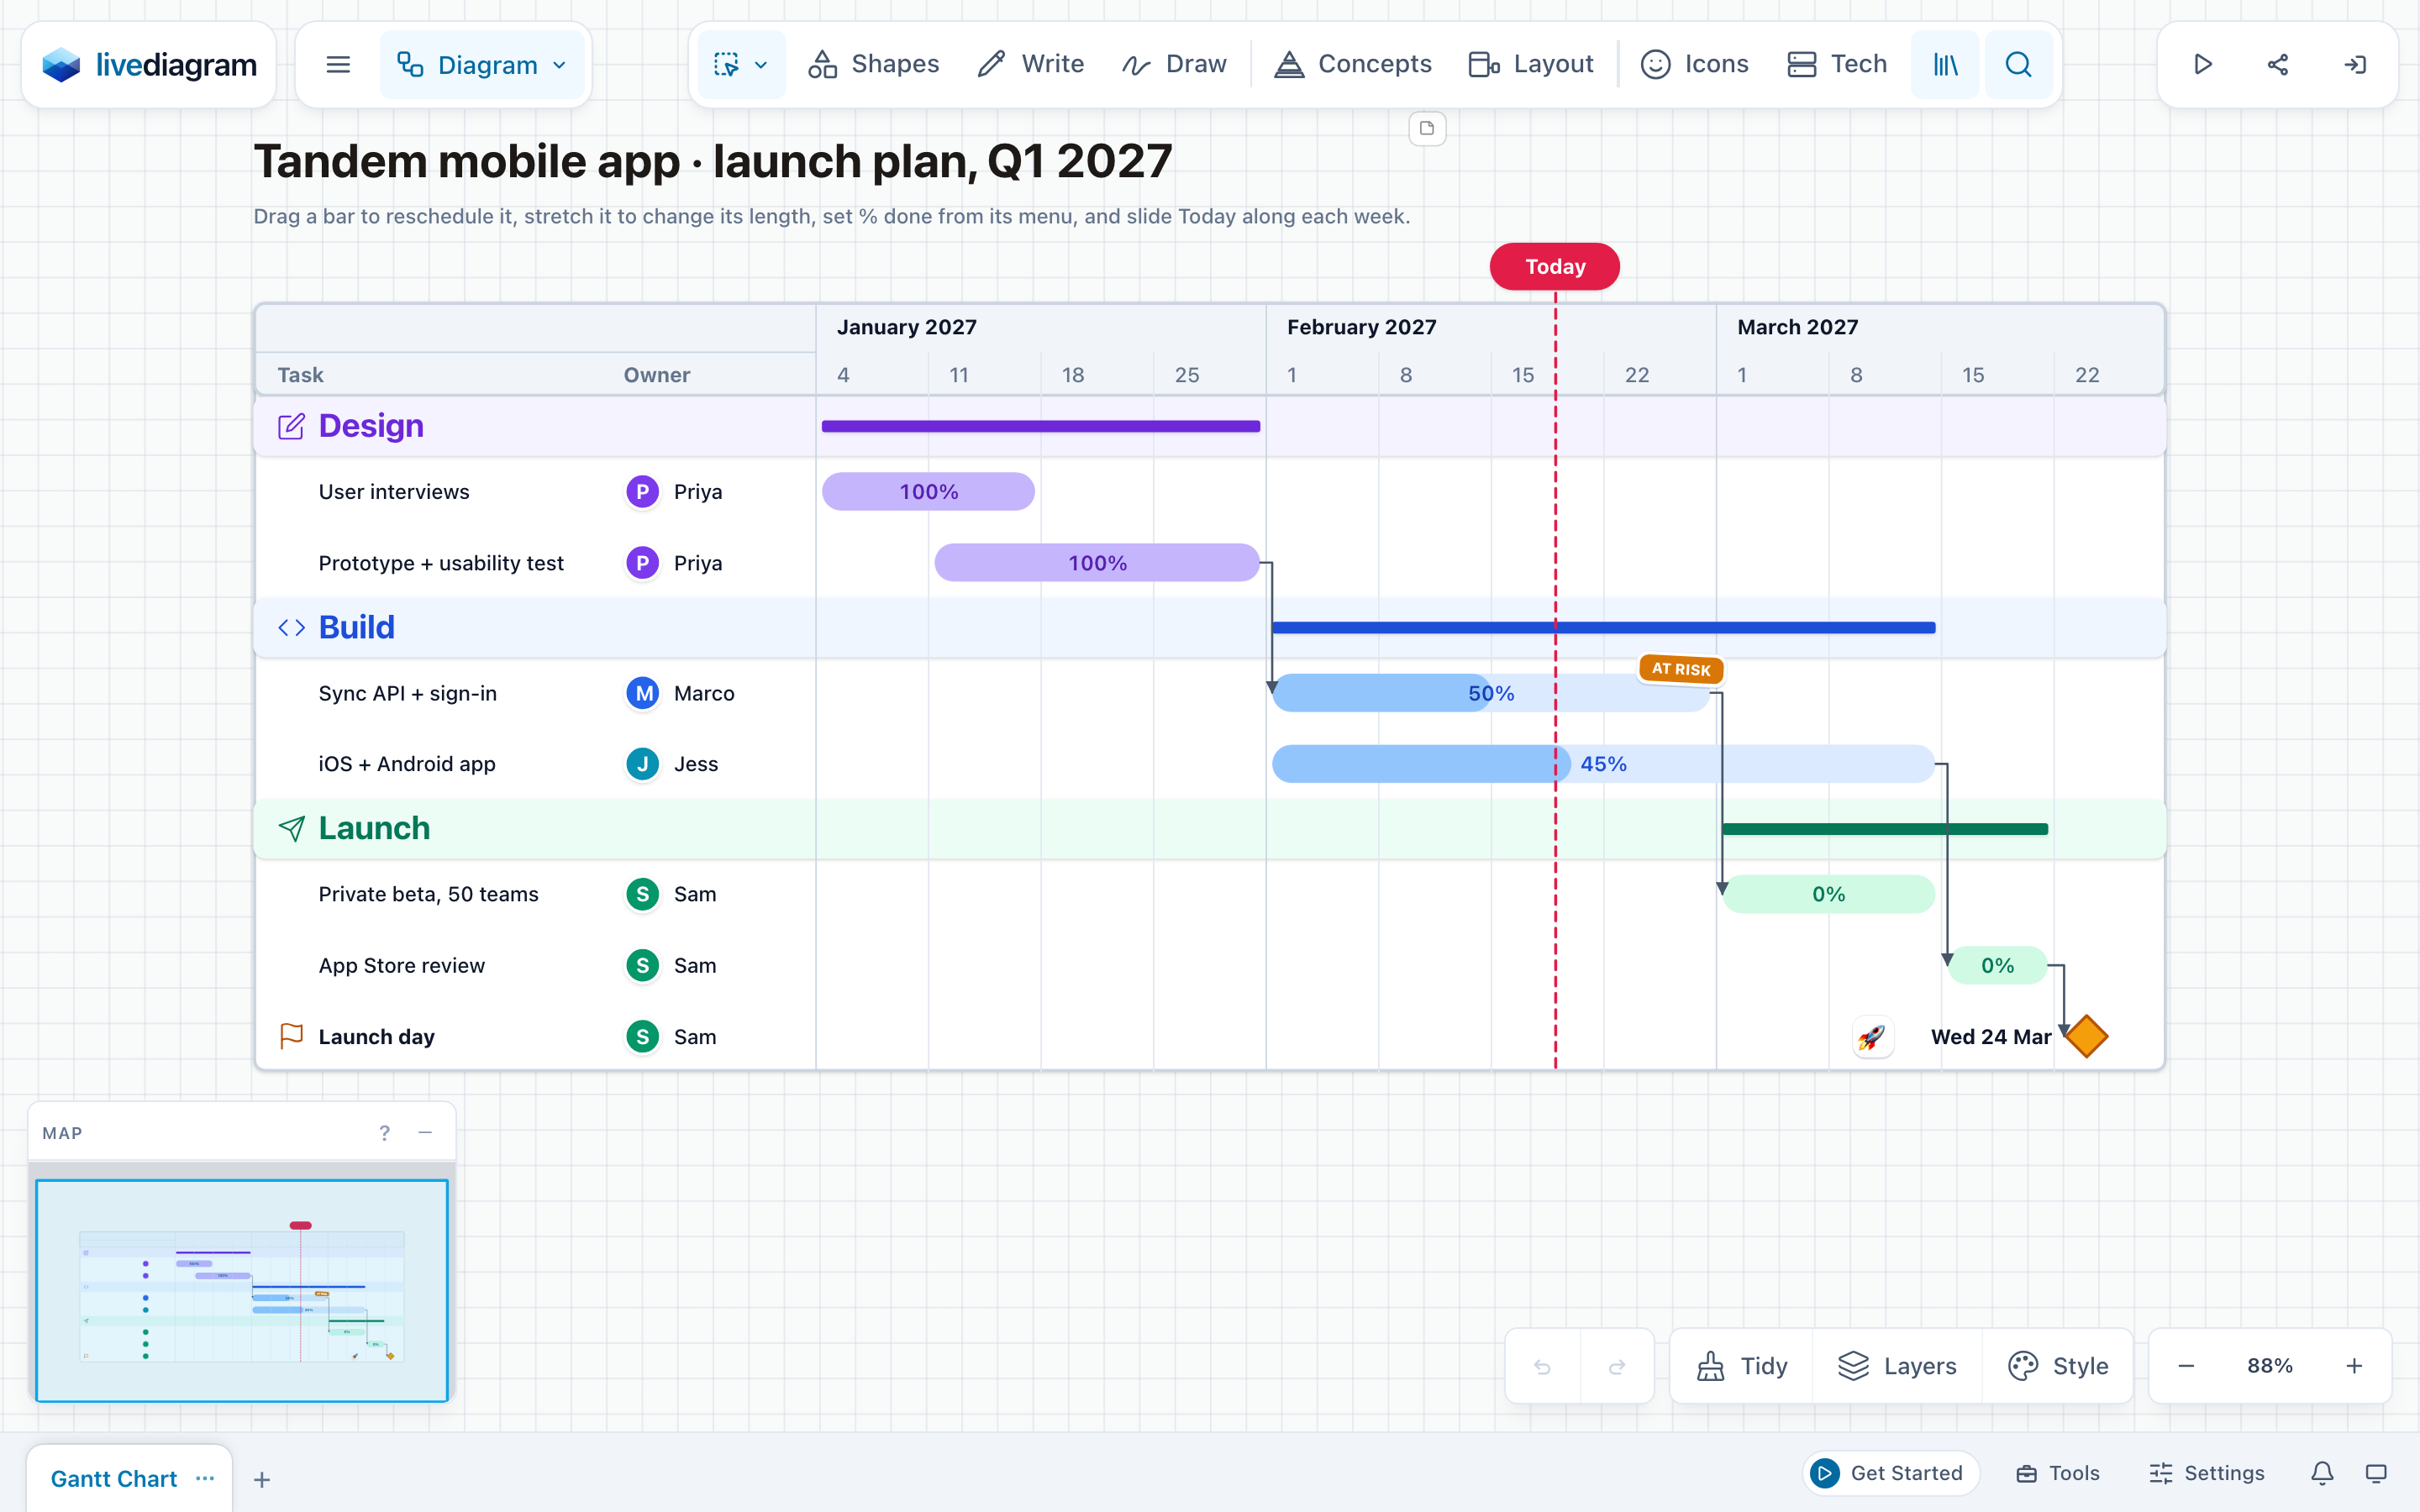 livediagram
Diagram
Shapes
Write
Draw
Concepts
Layout
Icons
Tech
Tandem mobile app · launch plan, Q1 2027
Drag a bar to reschedule it, stretch it to change its length, set % done from its menu, and slide Today along each week.
Today
January 2027 February 2027 March 2027
Task Owner 4 11 18 25 1 8 15 22 1 8 15 22
Design
User interviews P Priya 100%
Prototype + usability test P Priya 100%
Build
AT RISK
Sync API + sign-in M Marco 50%
iOS + Android app J Jess 45%
Launch
Private beta, 50 teams S Sam 0%
App Store review S Sam 0%
Launch day S Sam Wed 24 Mar
MAP ?
Tidy
Layers
Style
88%
Gantt Chart
Get Started
Tools
Settings